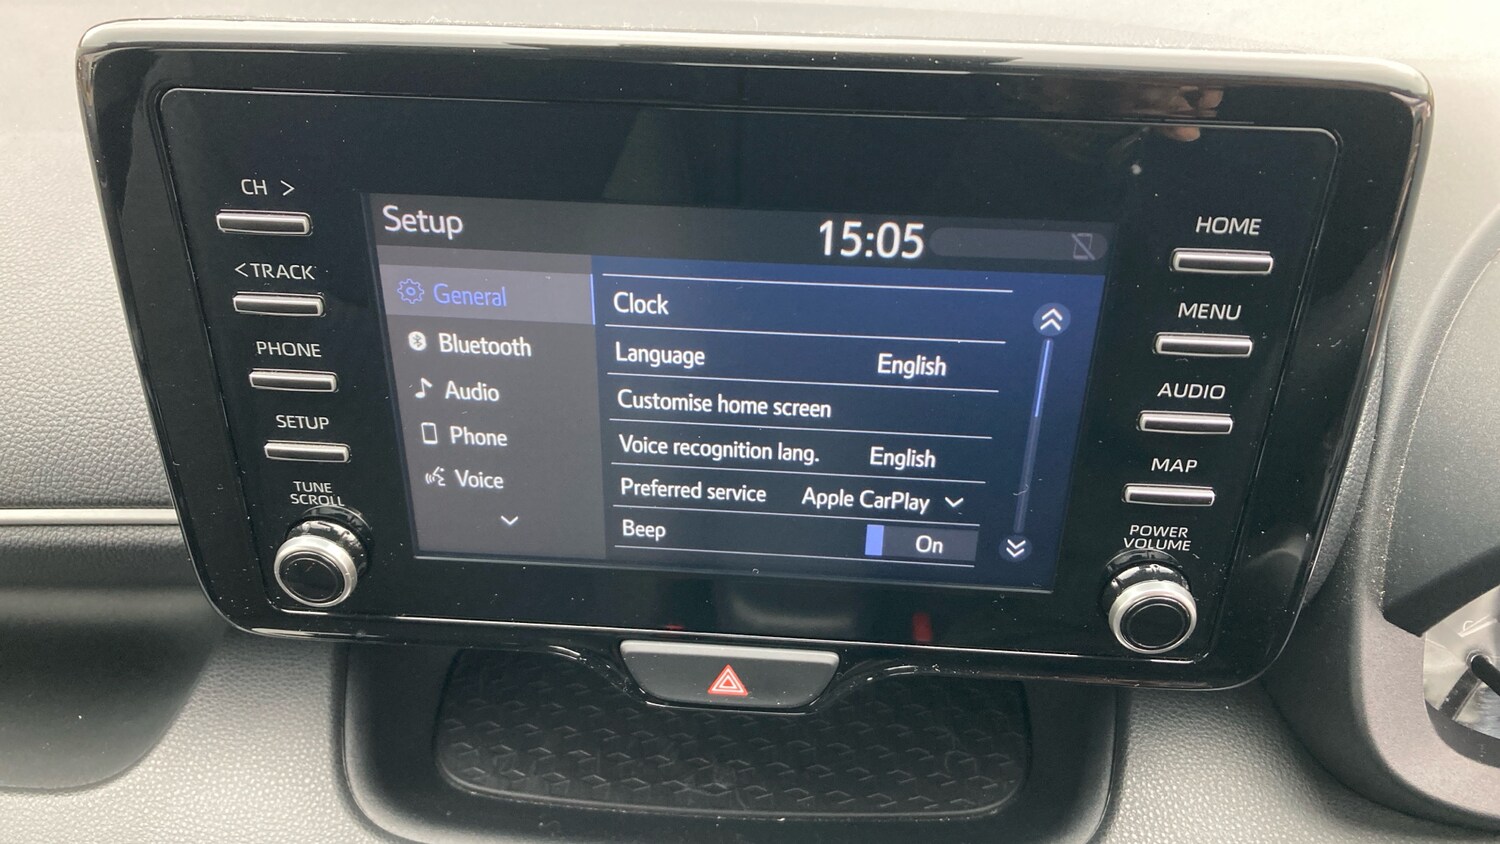 CH >
< TRACK
PHONE
SETUP
TUNE
SCROLL
Setup
15:05
General
Bluetooth
Audio
Phone
Voice
Clock
Language English
Customise home screen
Voice recognition lang. English
Preferred service Apple CarPlay
Beep On
HOME
MENU
AUDIO
MAP
POWER
VOLUME